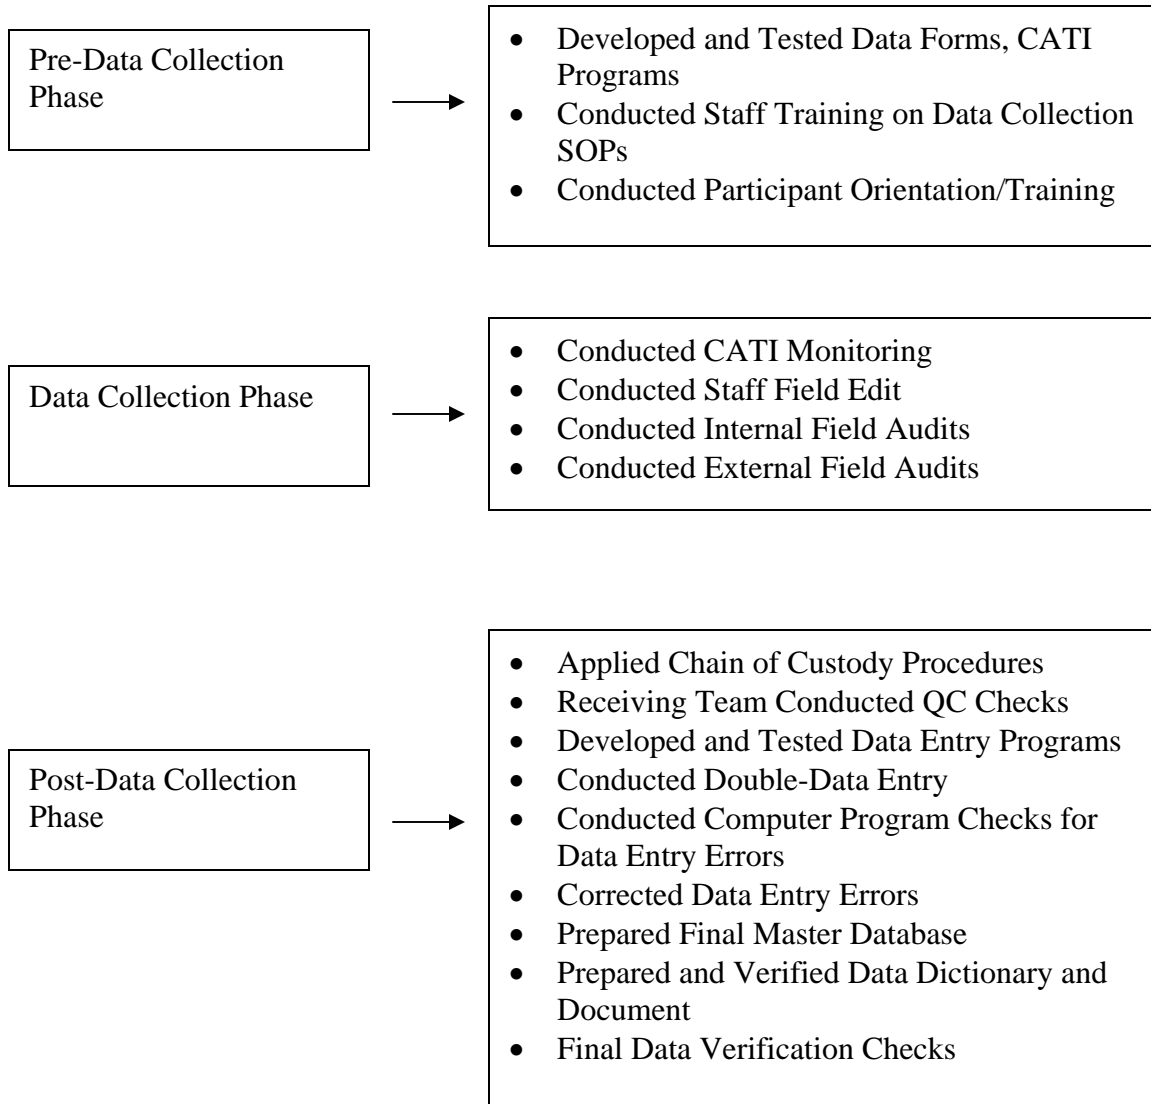 Pre-Data Collection
Phase
• Developed and Tested Data Forms, CATI
Programs
• Conducted Staff Training on Data Collection
SOPs
• Conducted Participant Orientation/Training
Data Collection Phase
• Conducted CATI Monitoring
• Conducted Staff Field Edit
• Conducted Internal Field Audits
• Conducted External Field Audits
Post-Data Collection
Phase
• Applied Chain of Custody Procedures
• Receiving Team Conducted QC Checks
• Developed and Tested Data Entry Programs
• Conducted Double-Data Entry
• Conducted Computer Program Checks for
Data Entry Errors
• Corrected Data Entry Errors
• Prepared Final Master Database
• Prepared and Verified Data Dictionary and
Document
• Final Data Verification Checks